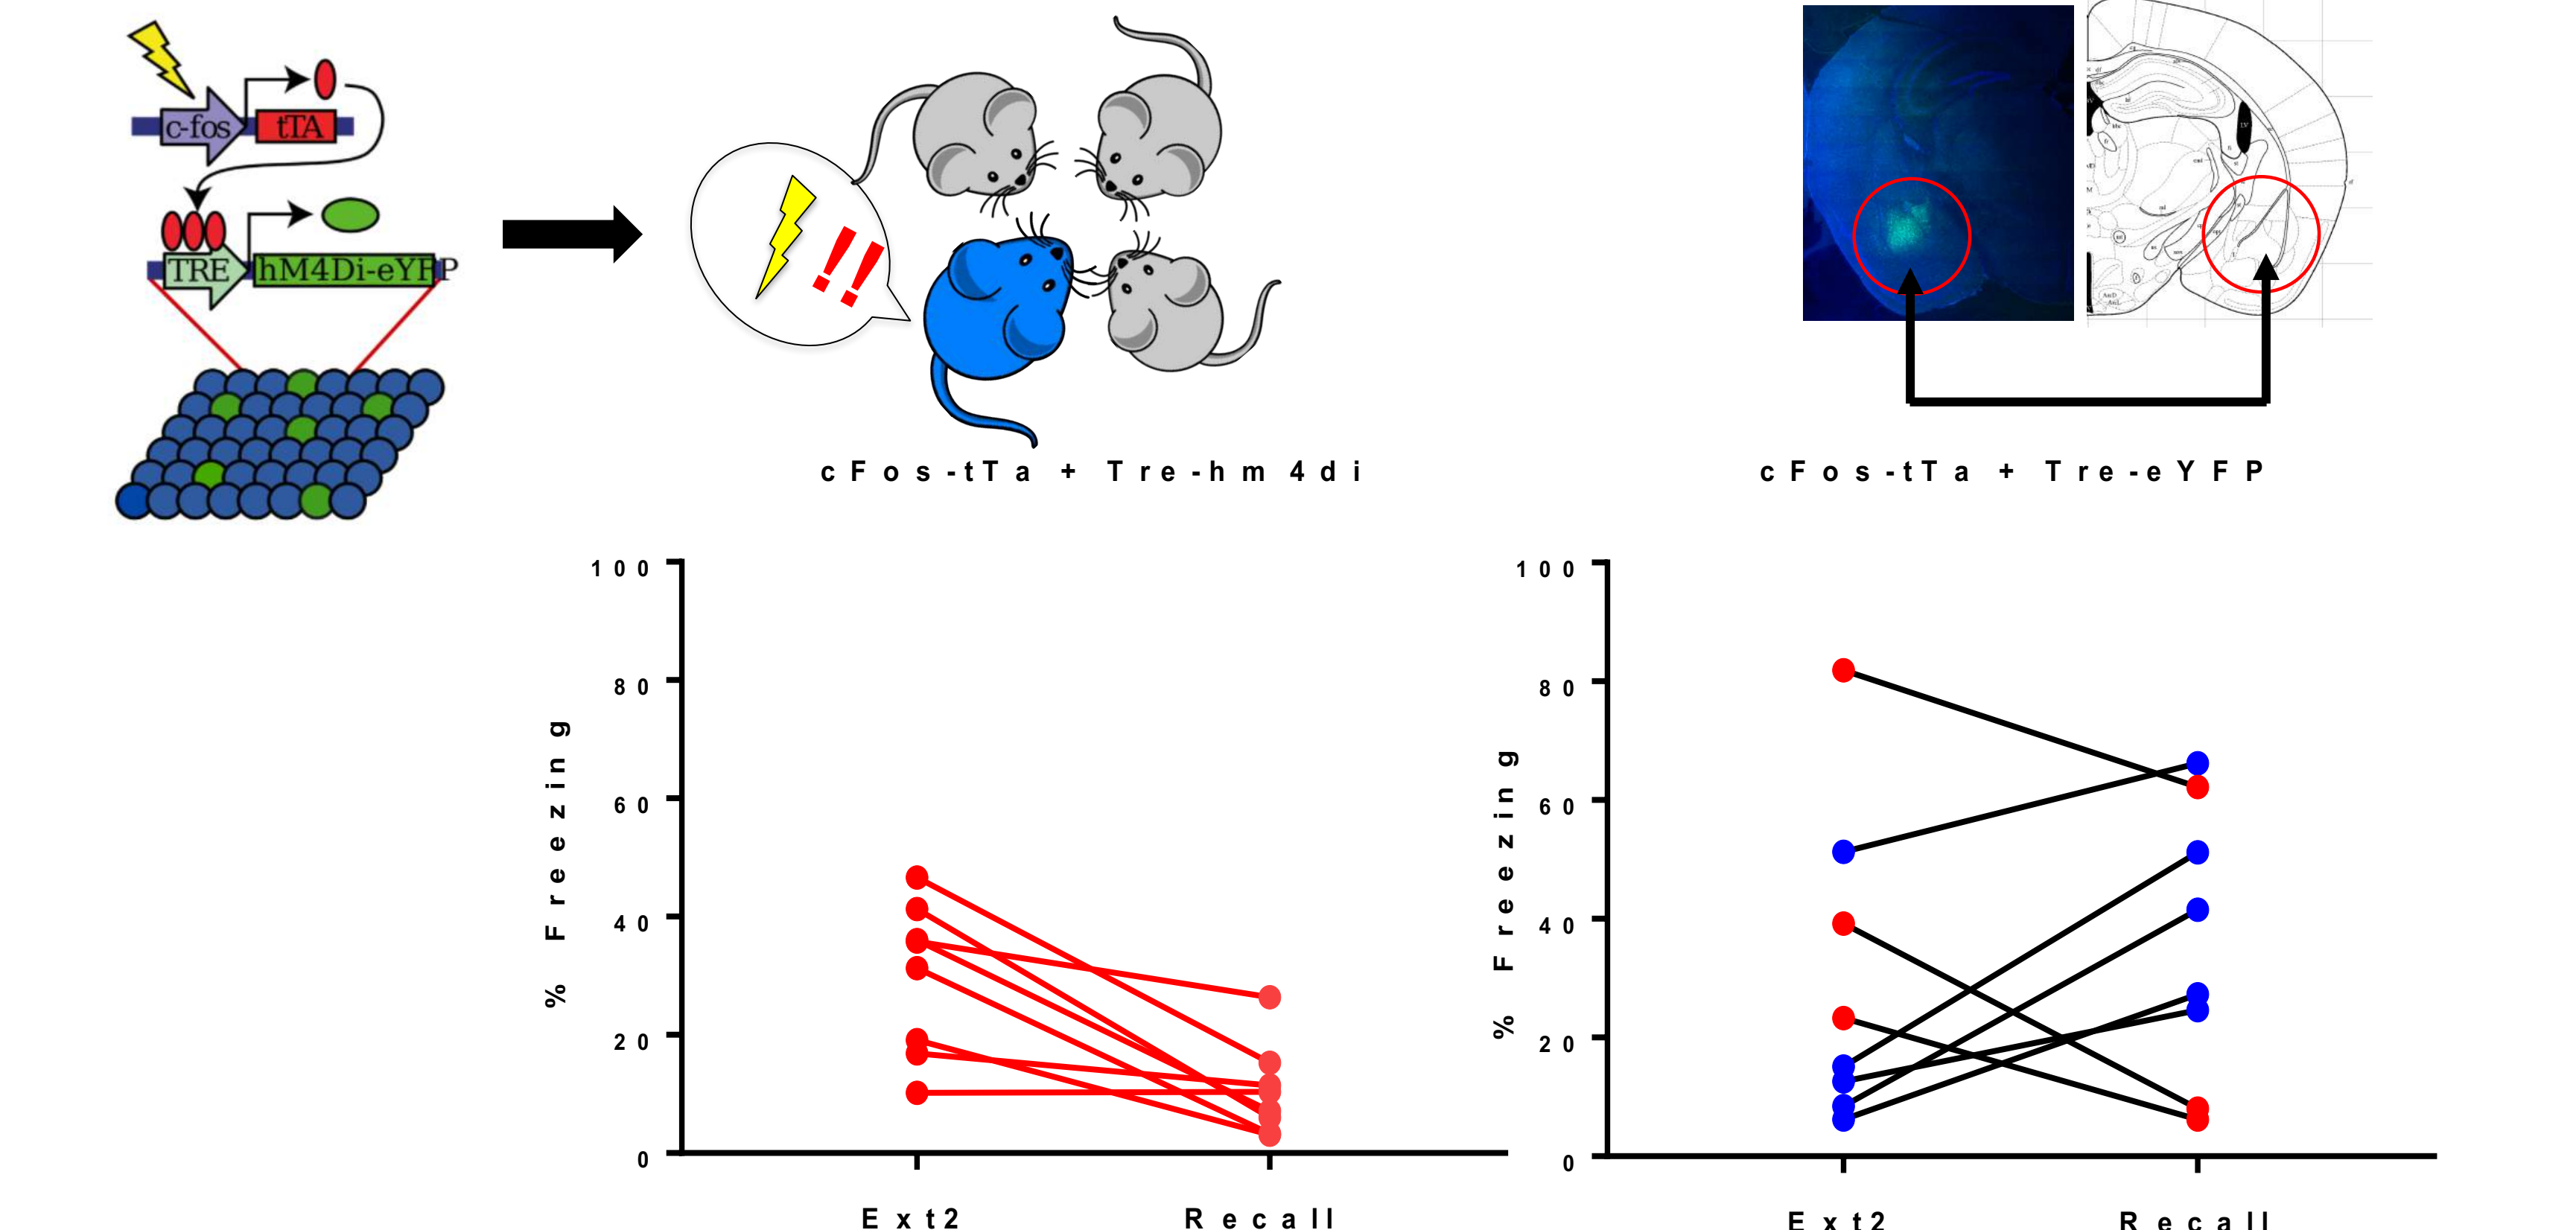 c-fos tTA
TRE hM4Di-eYFP
!!
cFos-tTa + Tre-hm4di
cFos-tTa + Tre-eYFP
% Freezing
100
80
60
40
20
0
Ext2 Recall
% Freezing
100
80
60
40
20
0
Ext2 Recall